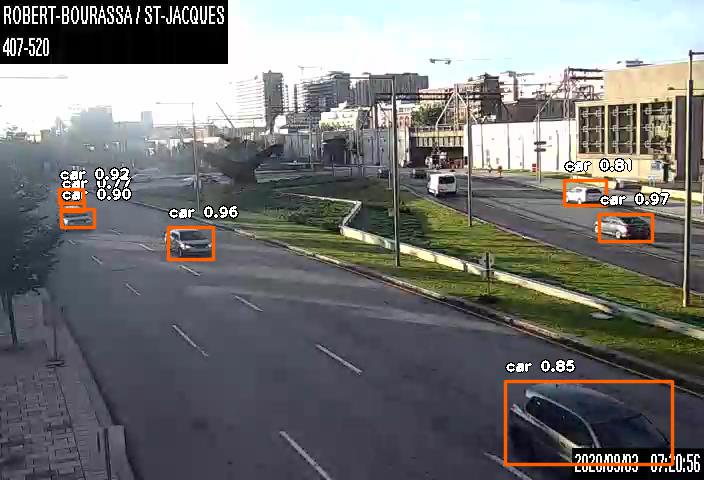 ROBERT-BOURASSA / ST-JACQUES
407-520
car 0.92
car 0.77
car 0.90
car 0.96
car 0.81
car 0.97
car 0.85
2020/09/03 07:20:56